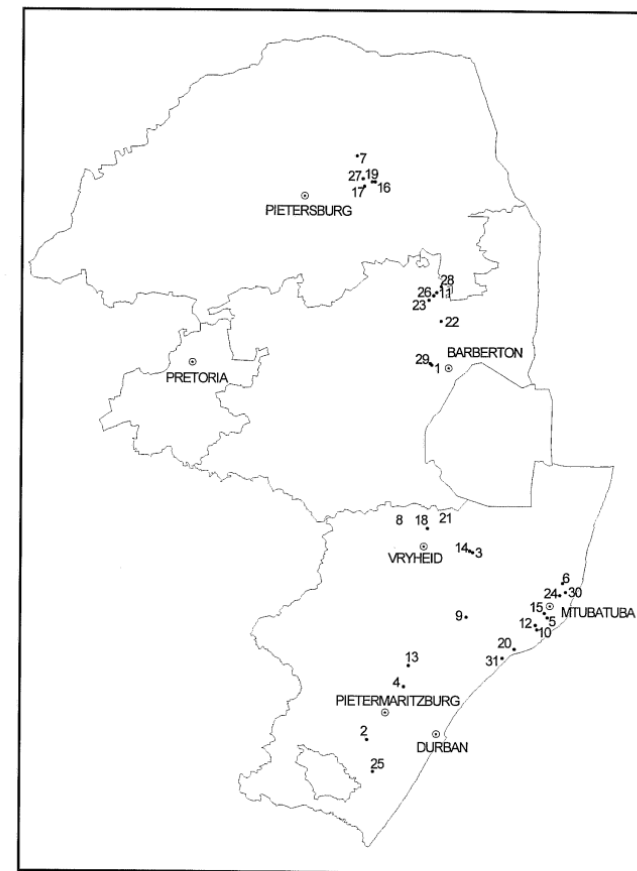 7
27 19
17 16
PIETERSBURG
28
26 11
23
22
BARBERTON
29 1
PRETORIA
8 18 21
14 3
VRYHEID
6
24 30
15 MTUBATUBA
5
9 12 10
20
13 31
4
PIETERMARITZBURG
2
DURBAN
25